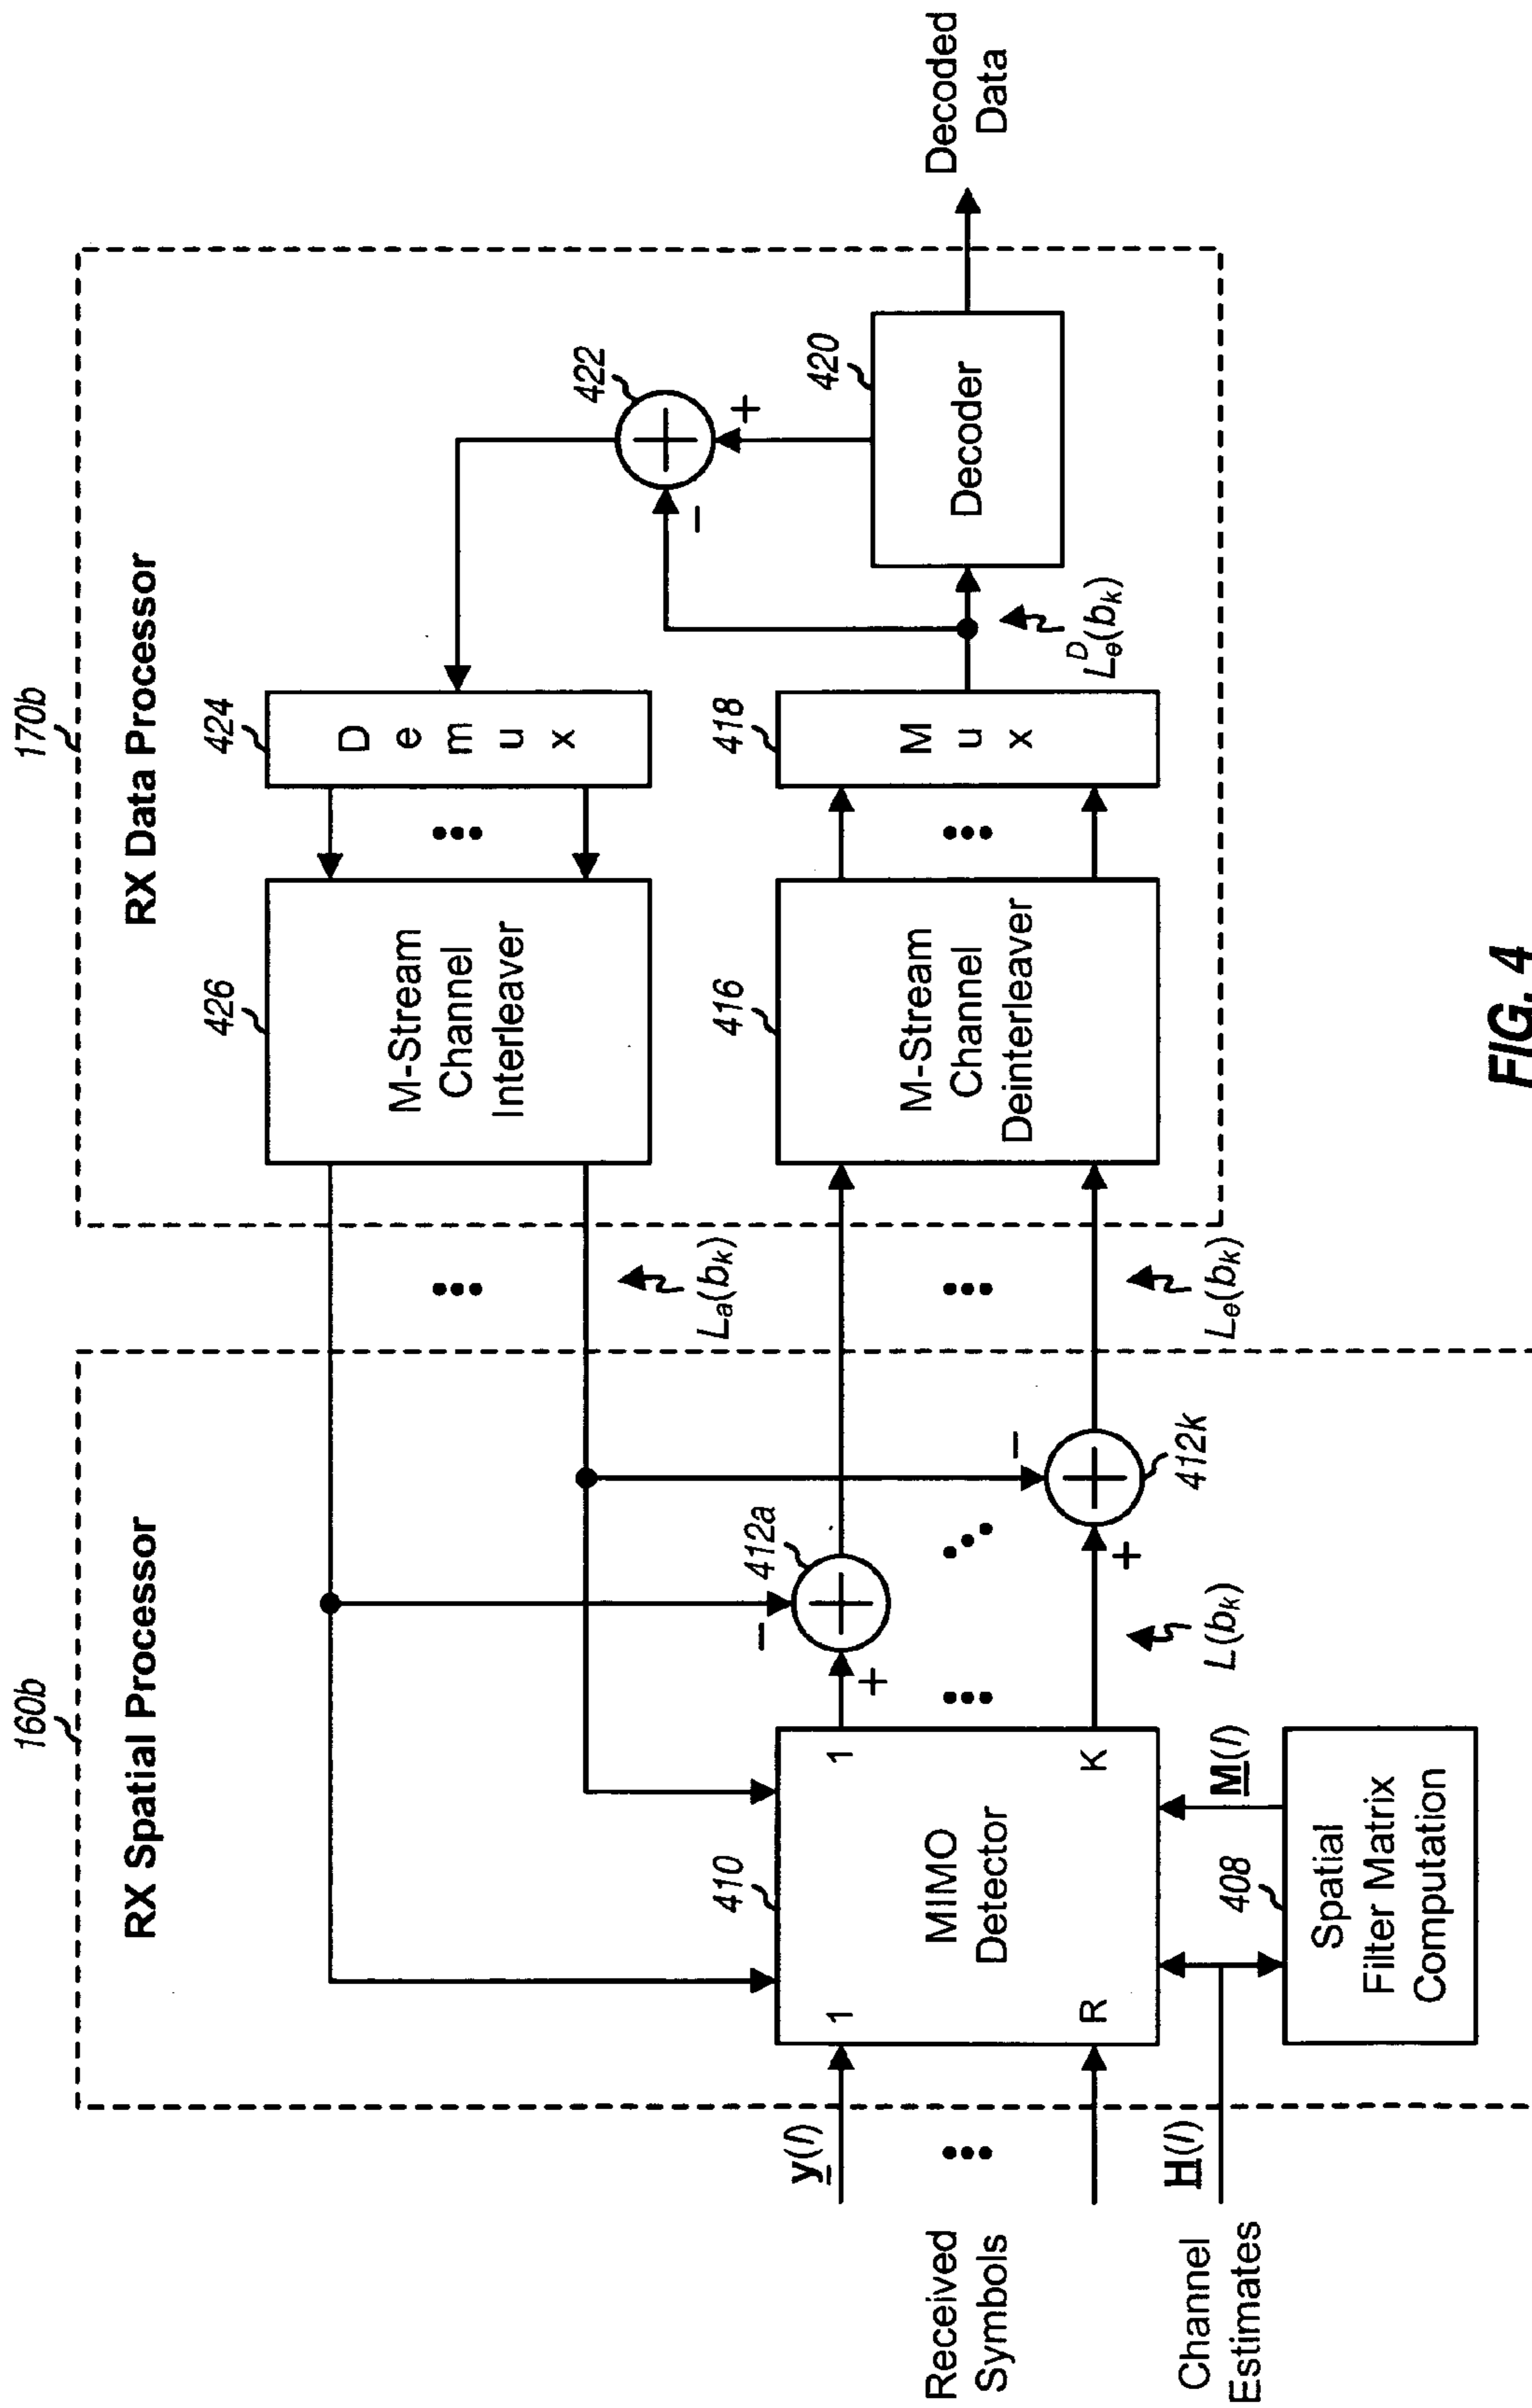 160b
170b
RX Spatial Processor
RX Data Processor
426
424
M-Stream
Channel
Interleaver
D
e
m
u
x
422
−
+
L_a(b_k)
410
412a
−
+
416
418
420
y(l)
1
1
MIMO
Detector
M-Stream
Channel
Deinterleaver
M
u
x
Decoder
Decoded
Data
Received
Symbols
R
K
−
+
412k
L(b_k)
L_e(b_k)
L_e^D(b_k)
H(l)
M(l)
Channel
Estimates
408
Spatial
Filter Matrix
Computation
FIG. 4